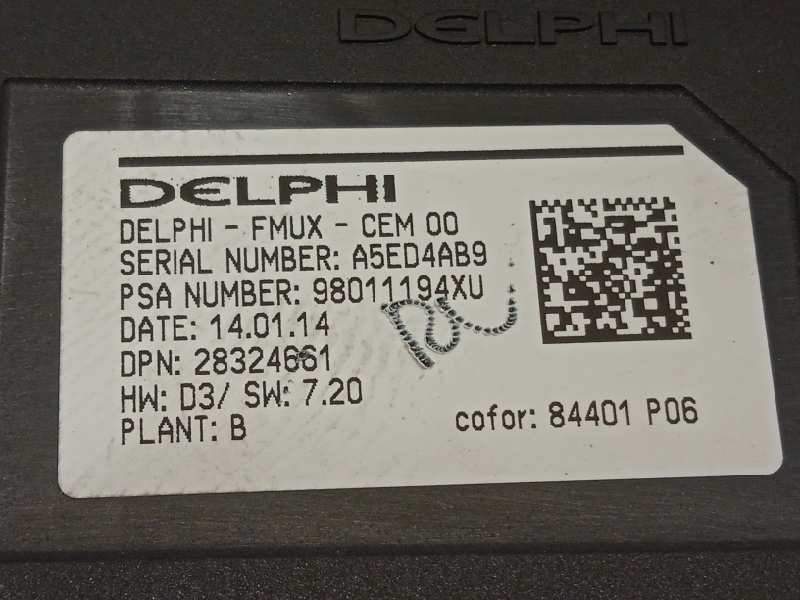 DELPHI
DELPHI
DELPHI - FMUX - CEM 00
SERIAL NUMBER: A5ED4AB9
PSA NUMBER: 98011194XU
DATE: 14.01.14
DPN: 28324661
HW: D3/ SW: 7.20
PLANT: B
cofor: 84401 P06